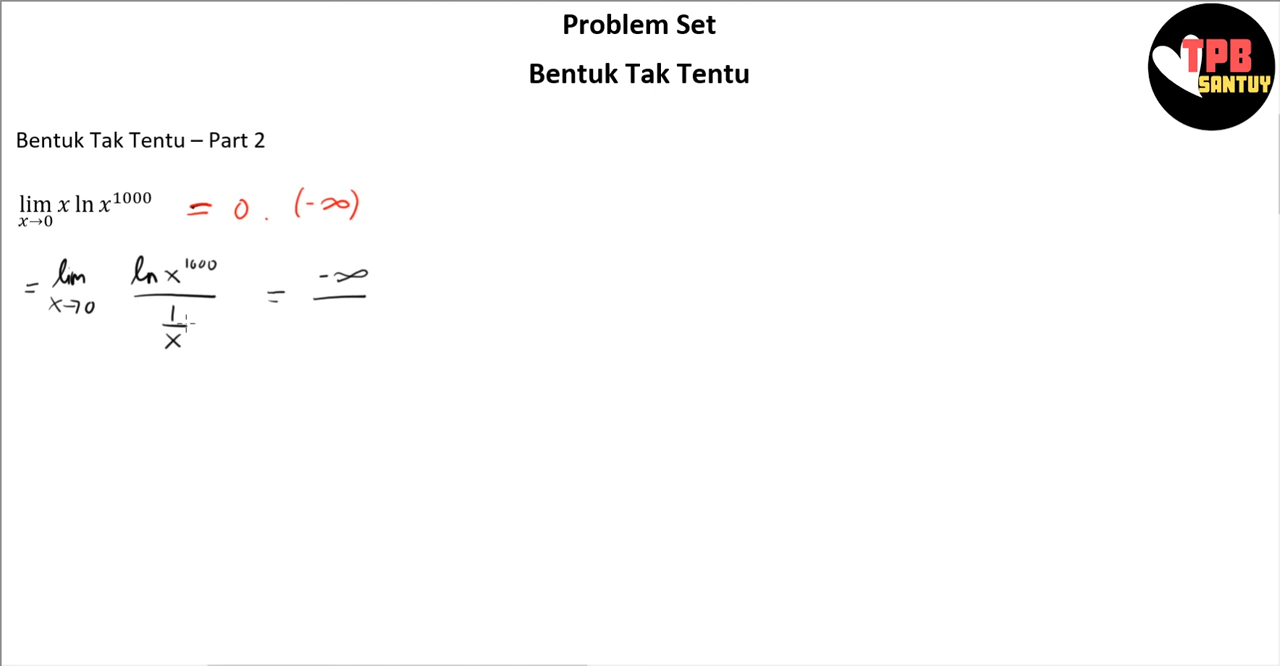 Problem Set
Bentuk Tak Tentu
TPB
SANTUY
Bentuk Tak Tentu – Part 2
lim x→0 x ln x^1000 = 0 . (-∞)
= lim x→0 ln x^1000 / (1/x) = -∞ /